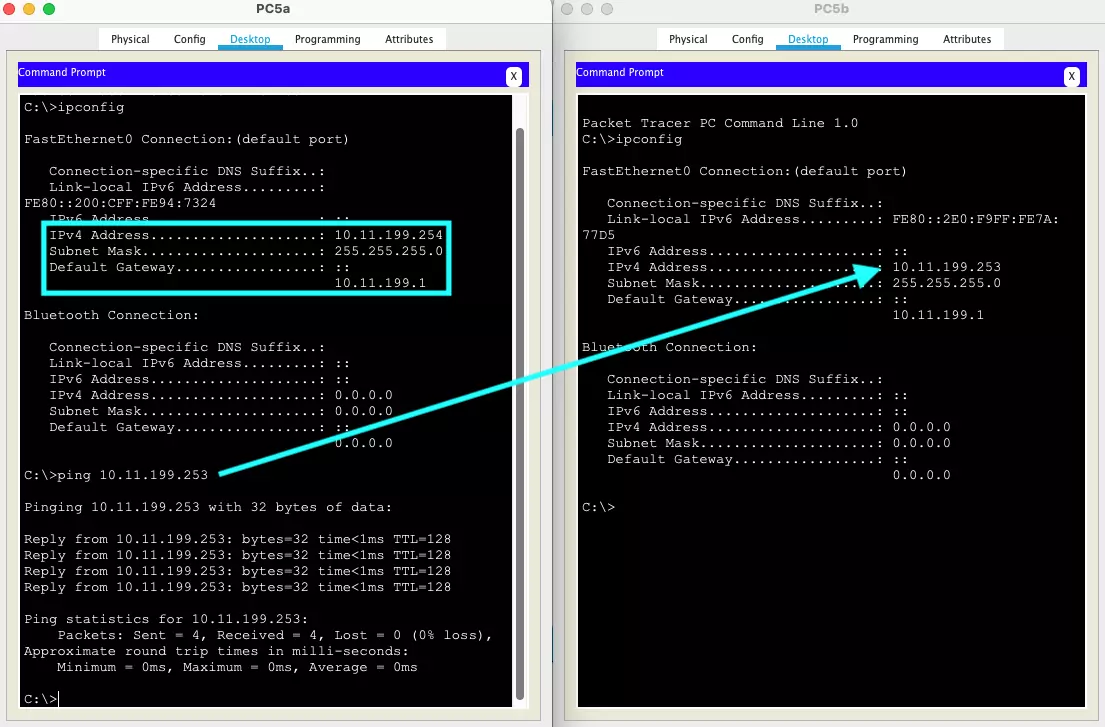 PC5a
Physical Config Desktop Programming Attributes
Command Prompt
X
C:\>ipconfig
FastEthernet0 Connection:(default port)
Connection-specific DNS Suffix..:
Link-local IPv6 Address.........:
FE80::200:CFF:FE94:7324
IPv6 Address....................: ::
IPv4 Address....................: 10.11.199.254
Subnet Mask.....................: 255.255.255.0
Default Gateway.................: ::
10.11.199.1
Bluetooth Connection:
Connection-specific DNS Suffix..:
Link-local IPv6 Address.........: ::
IPv6 Address....................: ::
IPv4 Address....................: 0.0.0.0
Subnet Mask.....................: 0.0.0.0
Default Gateway.................: ::
0.0.0.0
C:\>ping 10.11.199.253
Pinging 10.11.199.253 with 32 bytes of data:
Reply from 10.11.199.253: bytes=32 time<1ms TTL=128
Reply from 10.11.199.253: bytes=32 time<1ms TTL=128
Reply from 10.11.199.253: bytes=32 time<1ms TTL=128
Reply from 10.11.199.253: bytes=32 time<1ms TTL=128
Ping statistics for 10.11.199.253:
Packets: Sent = 4, Received = 4, Lost = 0 (0% loss),
Approximate round trip times in milli-seconds:
Minimum = 0ms, Maximum = 0ms, Average = 0ms
C:\>
PC5b
Physical Config Desktop Programming Attributes
Command Prompt
X
Packet Tracer PC Command Line 1.0
C:\>ipconfig
FastEthernet0 Connection:(default port)
Connection-specific DNS Suffix..:
Link-local IPv6 Address.........: FE80::2E0:F9FF:FE7A:
77D5
IPv6 Address....................: ::
IPv4 Address....................: 10.11.199.253
Subnet Mask.....................: 255.255.255.0
Default Gateway.................: ::
10.11.199.1
Bluetooth Connection:
Connection-specific DNS Suffix..:
Link-local IPv6 Address.........: ::
IPv6 Address....................: ::
IPv4 Address....................: 0.0.0.0
Subnet Mask.....................: 0.0.0.0
Default Gateway.................: ::
0.0.0.0
C:\>